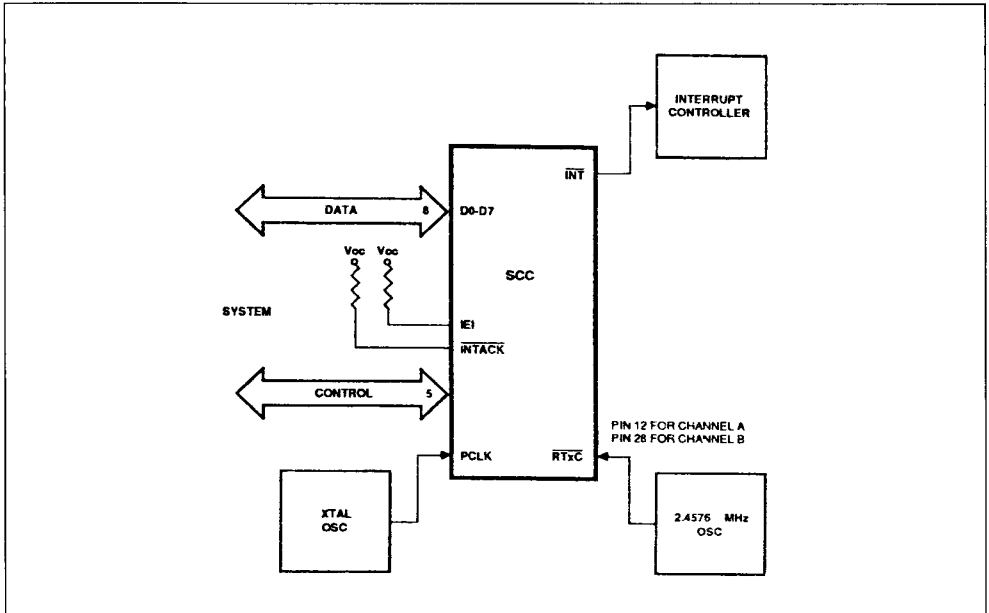 INTERRUPT
CONTROLLER
INT
DATA
8
D0-D7
Vcc
Vcc
SCC
SYSTEM
IEI
INTACK
CONTROL
5
PIN 12 FOR CHANNEL A
PIN 28 FOR CHANNEL B
PCLK
RTxC
XTAL
OSC
2.4576 MHz
OSC